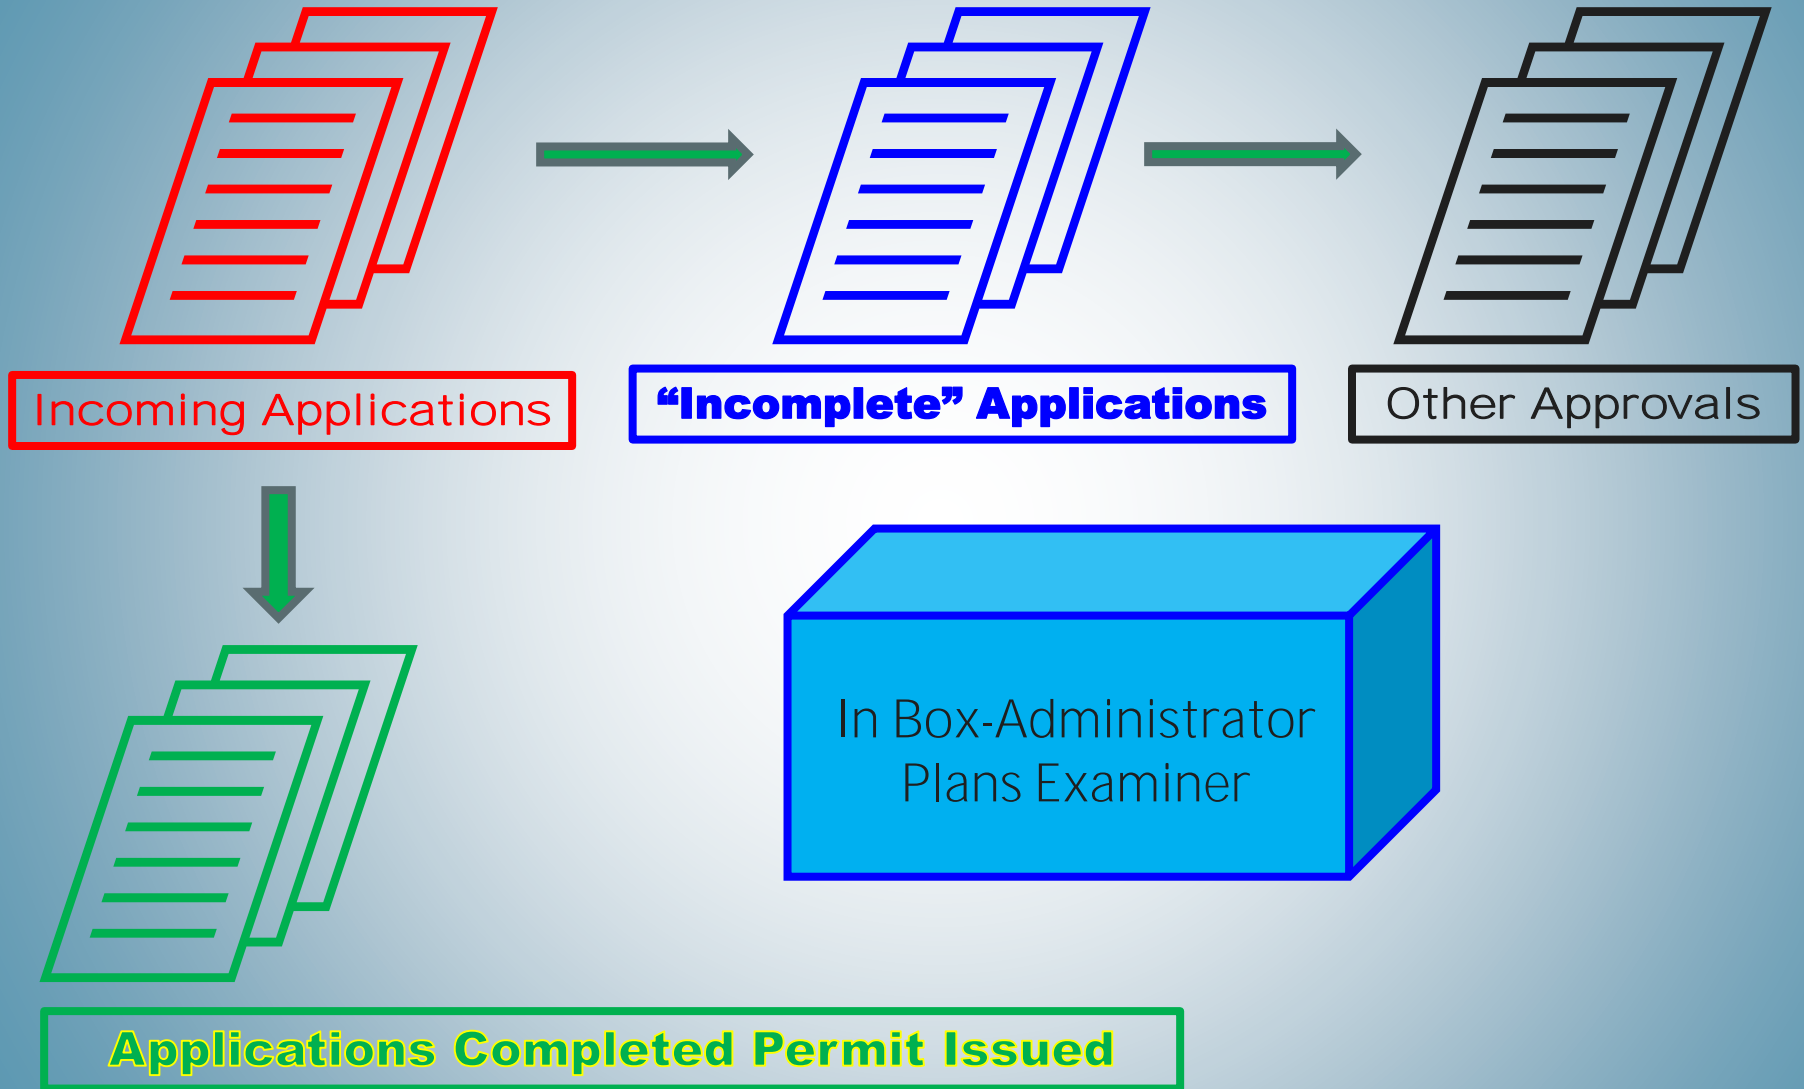 Incoming Applications
“Incomplete” Applications
Other Approvals
In Box-Administrator
Plans Examiner
Applications Completed Permit Issued